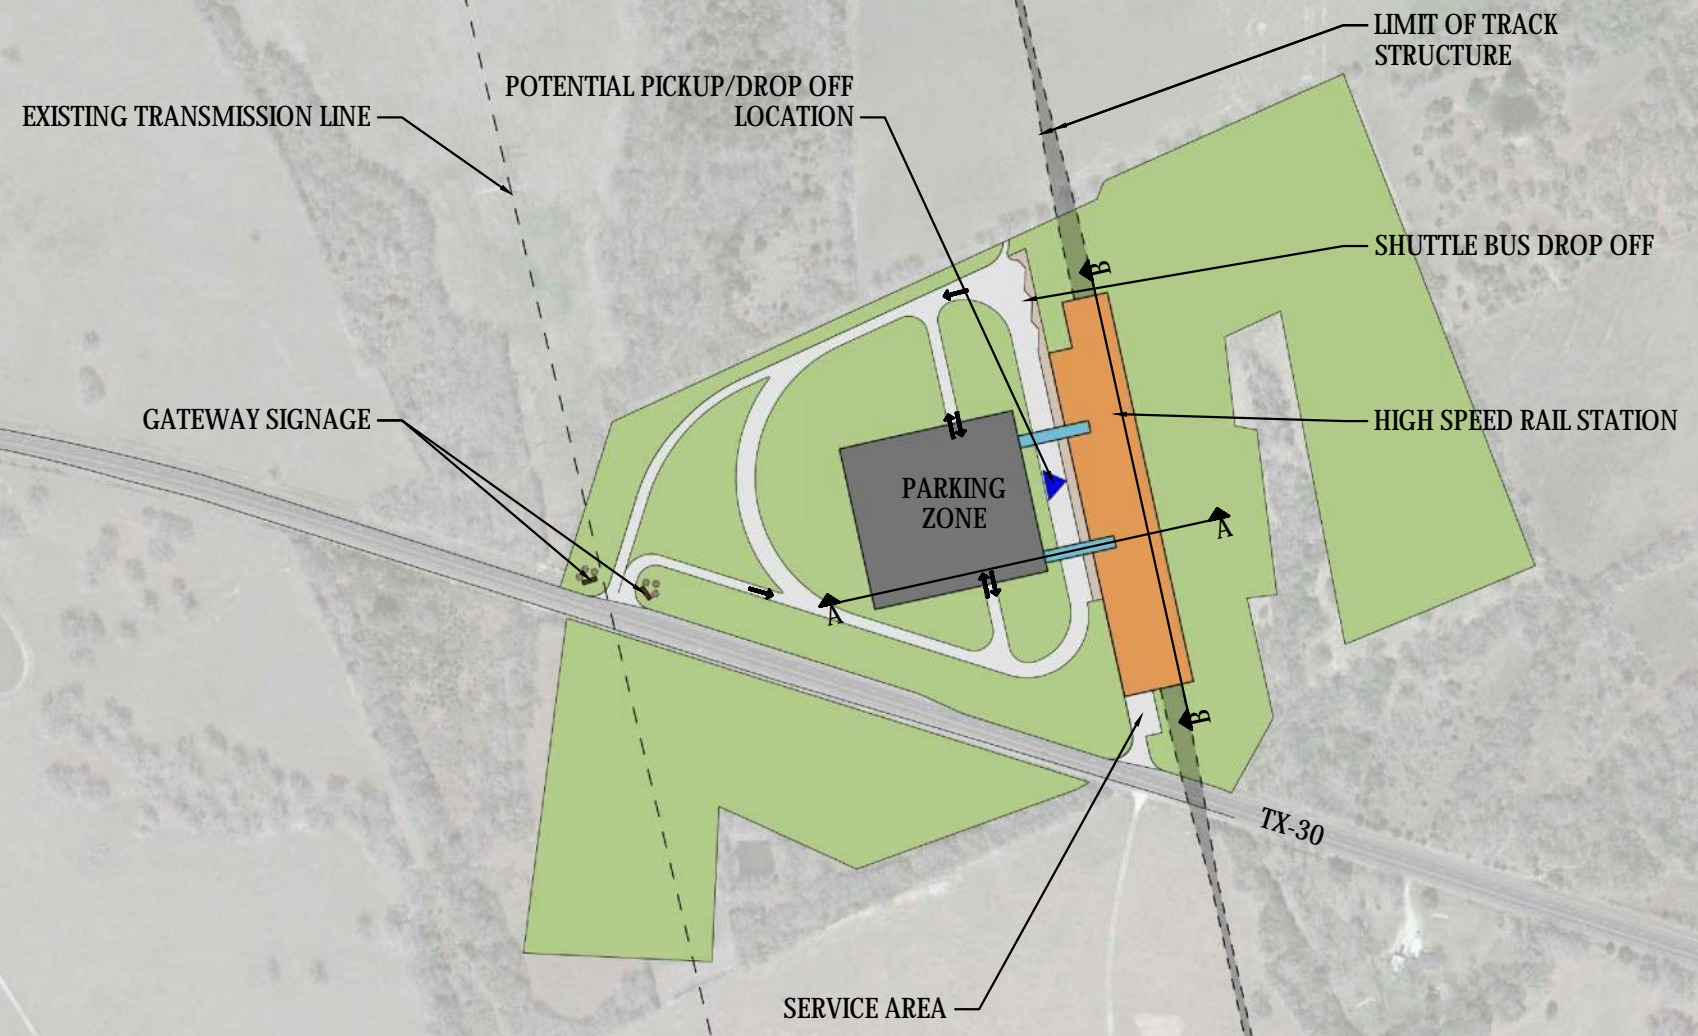 LIMIT OF TRACK
STRUCTURE
POTENTIAL PICKUP/DROP OFF
LOCATION
EXISTING TRANSMISSION LINE
SHUTTLE BUS DROP OFF
B
GATEWAY SIGNAGE
HIGH SPEED RAIL STATION
PARKING
ZONE
A
A
B
TX-30
SERVICE AREA